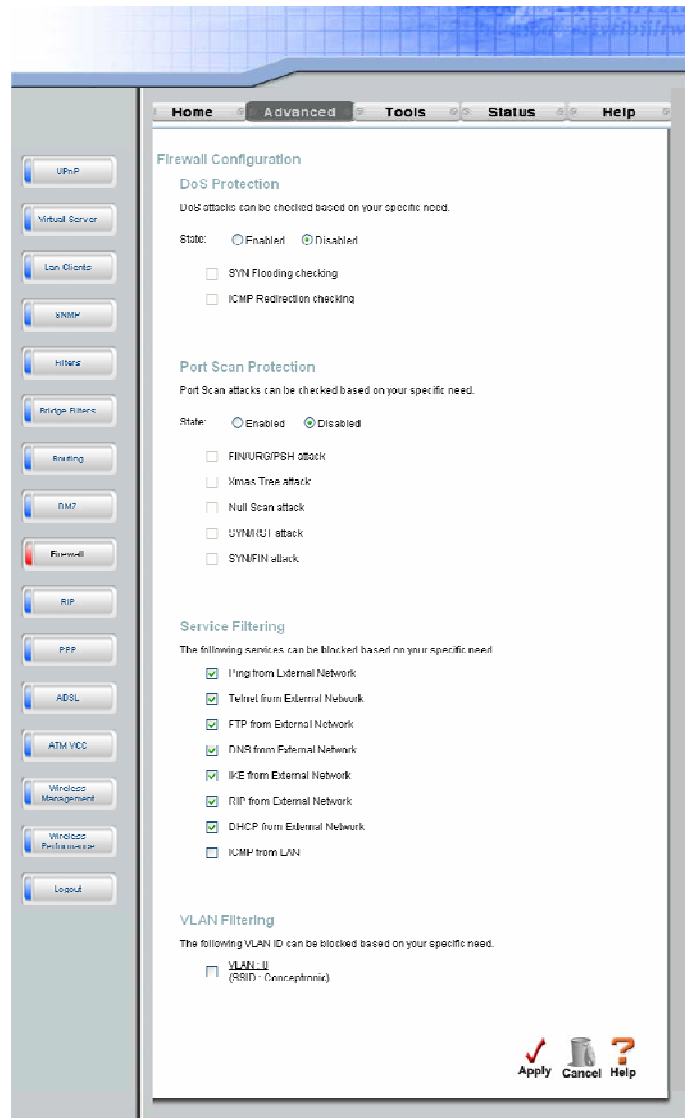 Home Advanced Tools Status Help
UPnP
Virtual Server
Lan Clients
SNMP
Filters
Bridge Filters
Routing
DMZ
Firewall
RIP
PPP
ADSL
ATM VCC
Wireless
Management
Wireless
Performance
Logout
Firewall Configuration
DoS Protection
DoS attacks can be checked based on your specific need.
State: Enabled Disabled
SYN Flooding checking
ICMP Redirection checking
Port Scan Protection
Port Scan attacks can be checked based on your specific need.
State: Enabled Disabled
FIN/URG/PSH attack
Xmas Tree attack
Null Scan attack
SYN/RST attack
SYN/FIN attack
Service Filtering
The following services can be blocked based on your specific need
Ping from External Network
Telnet from External Network
FTP from External Network
DNS from External Network
IKE from External Network
RIP from External Network
DHCP from External Network
ICMP from LAN
VLAN Filtering
The following VLAN ID can be blocked based on your specific need.
VLAN : 0
(SSID : Conceptronic)
Apply Cancel Help